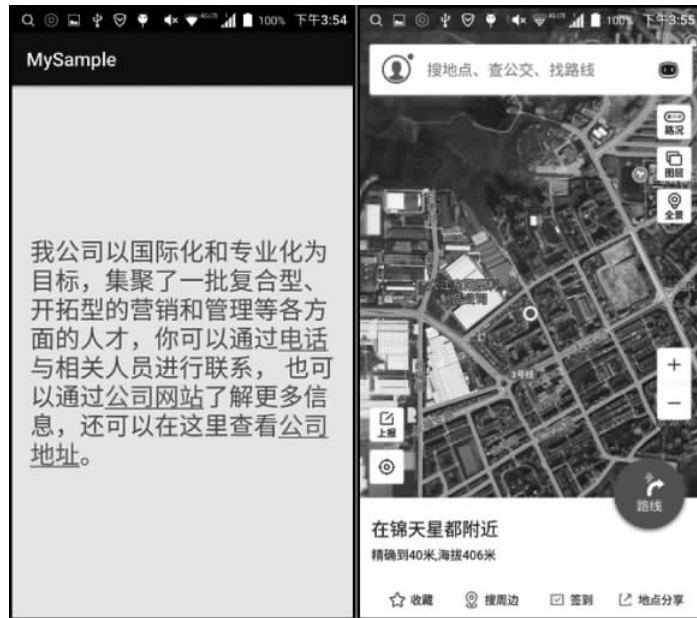 100% 下午3:54
MySample
我公司以国际化和专业化为
目标，集聚了一批复合型、
开拓型的营销和管理等各方
面的人才，你可以通过电话
与相关人员进行联系， 也可
以通过公司网站了解更多信
息，还可以在这里查看公司
地址。
100% 下午3:55
搜地点、查公交、找路线
路况
图层
全景
3号线
+
−
上报
路线
在锦天星都附近
精确到40米,海拔406米
收藏 搜周边 签到 地点分享